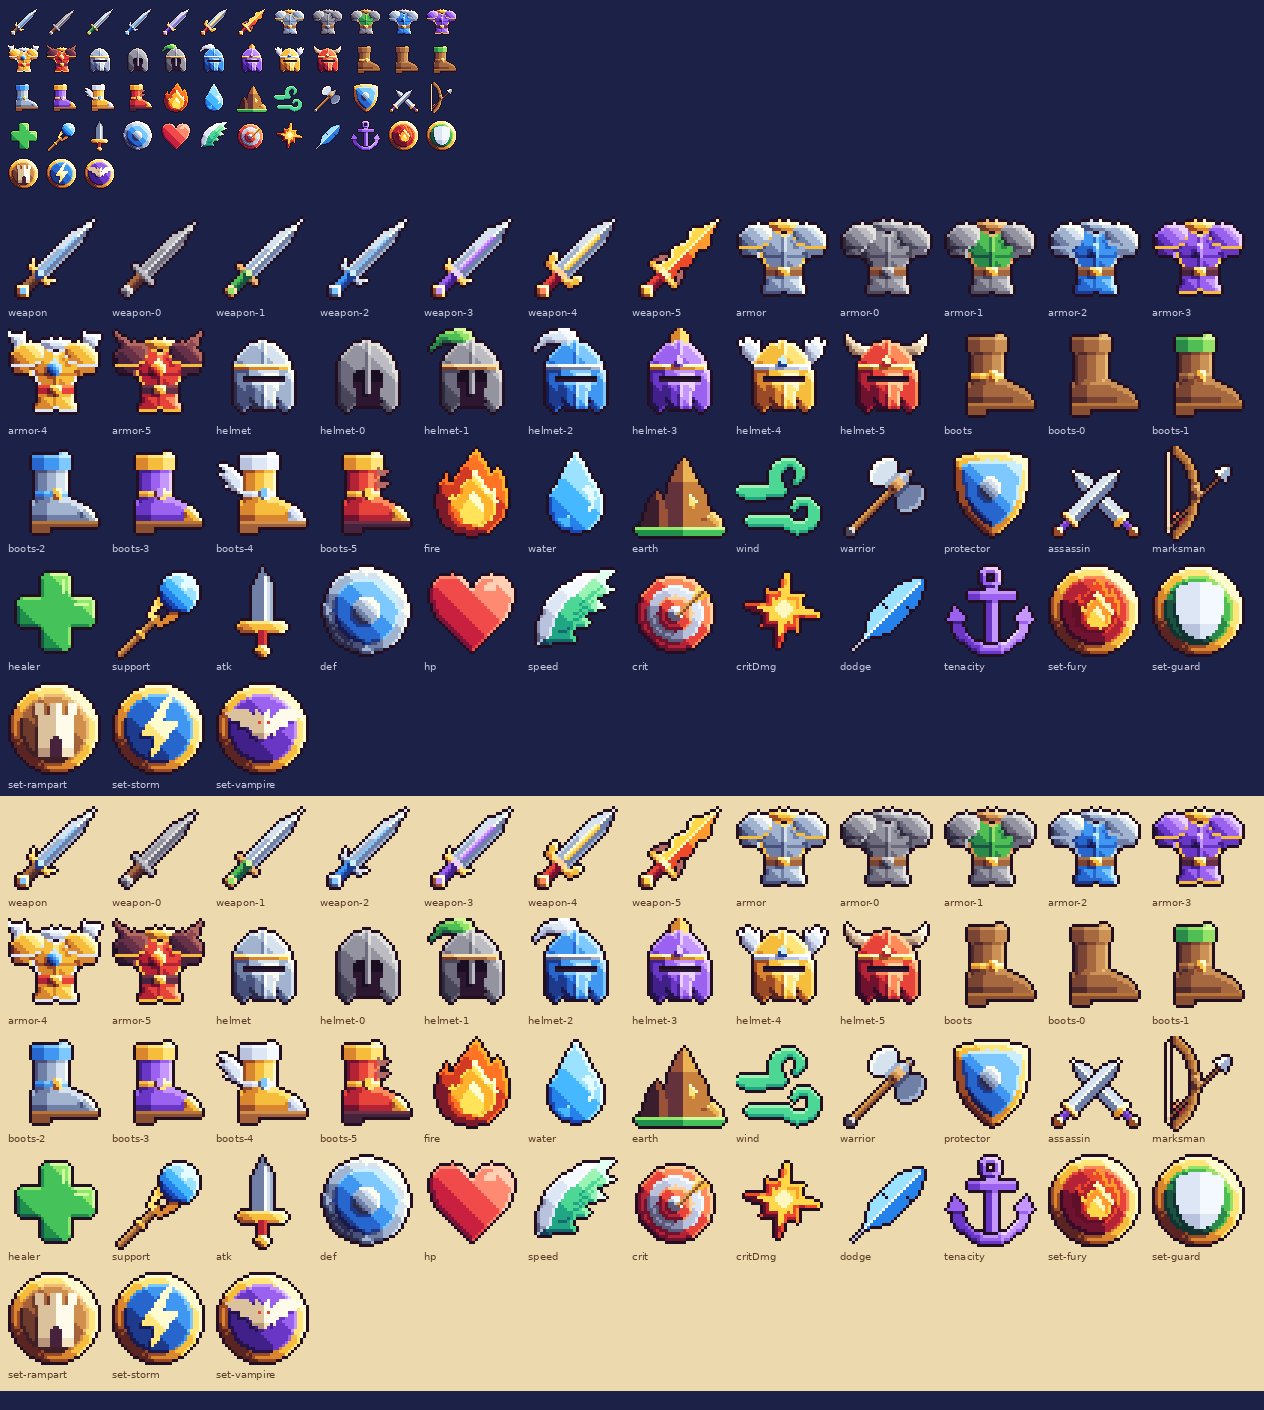 weapon weapon-0 weapon-1 weapon-2 weapon-3 weapon-4 weapon-5 armor armor-0 armor-1 armor-2 armor-3
armor-4 armor-5 helmet helmet-0 helmet-1 helmet-2 helmet-3 helmet-4 helmet-5 boots boots-0 boots-1
boots-2 boots-3 boots-4 boots-5 fire water earth wind warrior protector assassin marksman
healer support atk def hp speed crit critDmg dodge tenacity set-fury set-guard
set-rampart set-storm set-vampire
weapon weapon-0 weapon-1 weapon-2 weapon-3 weapon-4 weapon-5 armor armor-0 armor-1 armor-2 armor-3
armor-4 armor-5 helmet helmet-0 helmet-1 helmet-2 helmet-3 helmet-4 helmet-5 boots boots-0 boots-1
boots-2 boots-3 boots-4 boots-5 fire water earth wind warrior protector assassin marksman
healer support atk def hp speed crit critDmg dodge tenacity set-fury set-guard
set-rampart set-storm set-vampire